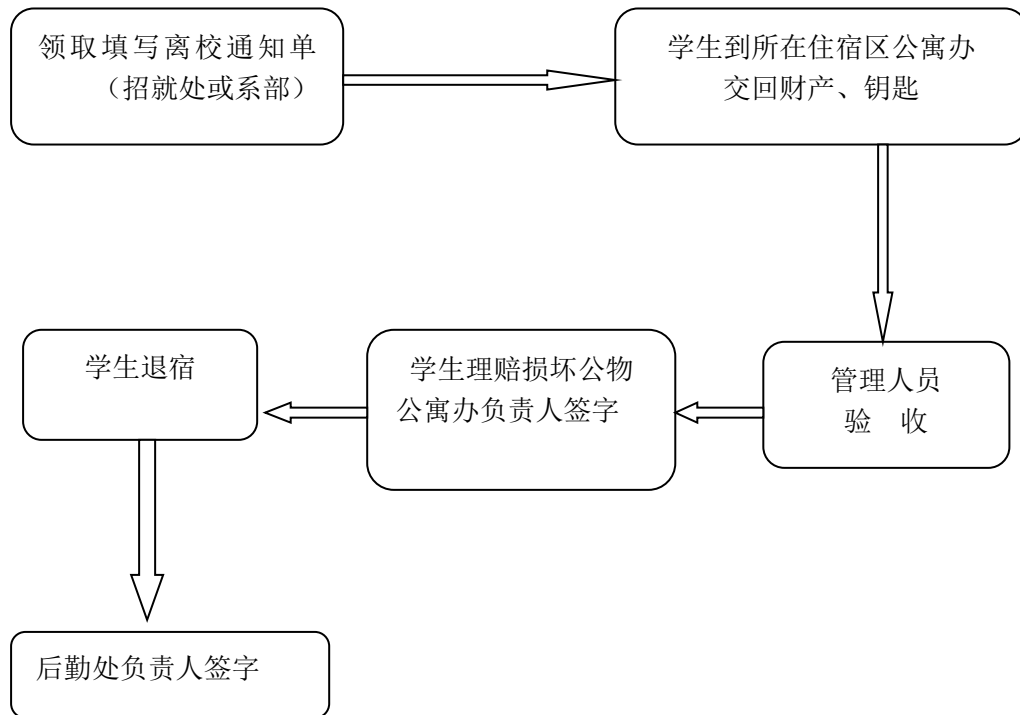 领取填写离校通知单
（招就处或系部）
学生到所在住宿区公寓办
交回财产、钥匙
管理人员
验 收
学生理赔损坏公物
公寓办负责人签字
学生退宿
后勤处负责人签字